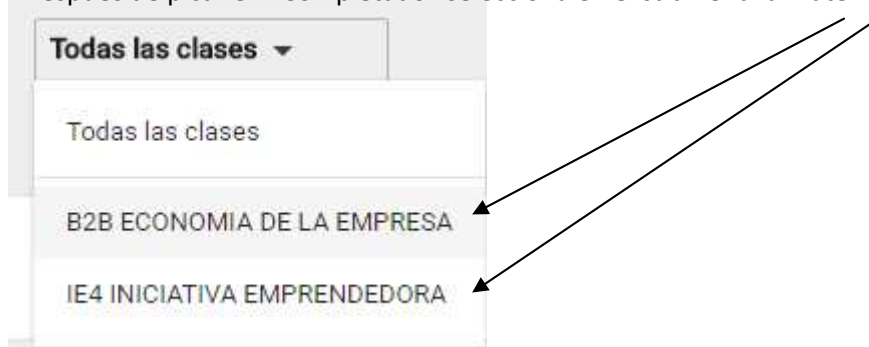 Todas las clases
Todas las clases
B2B ECONOMIA DE LA EMPRESA
IE4 INICIATIVA EMPRENDEDORA